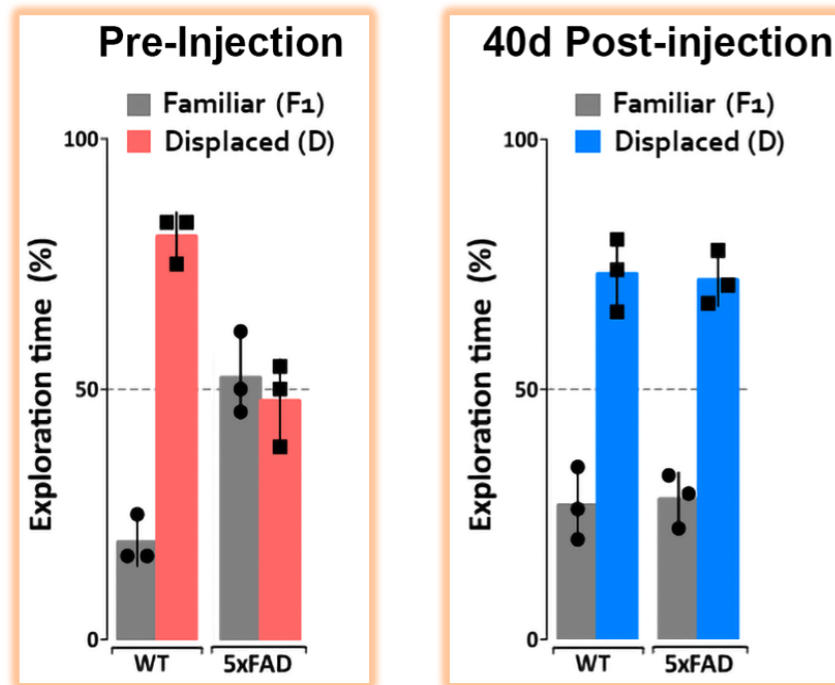 Pre-Injection
Familiar (F1)
Displaced (D)
100
50
0
Exploration time (%)
WT
5xFAD
40d Post-injection
Familiar (F1)
Displaced (D)
100
50
0
Exploration time (%)
WT
5xFAD